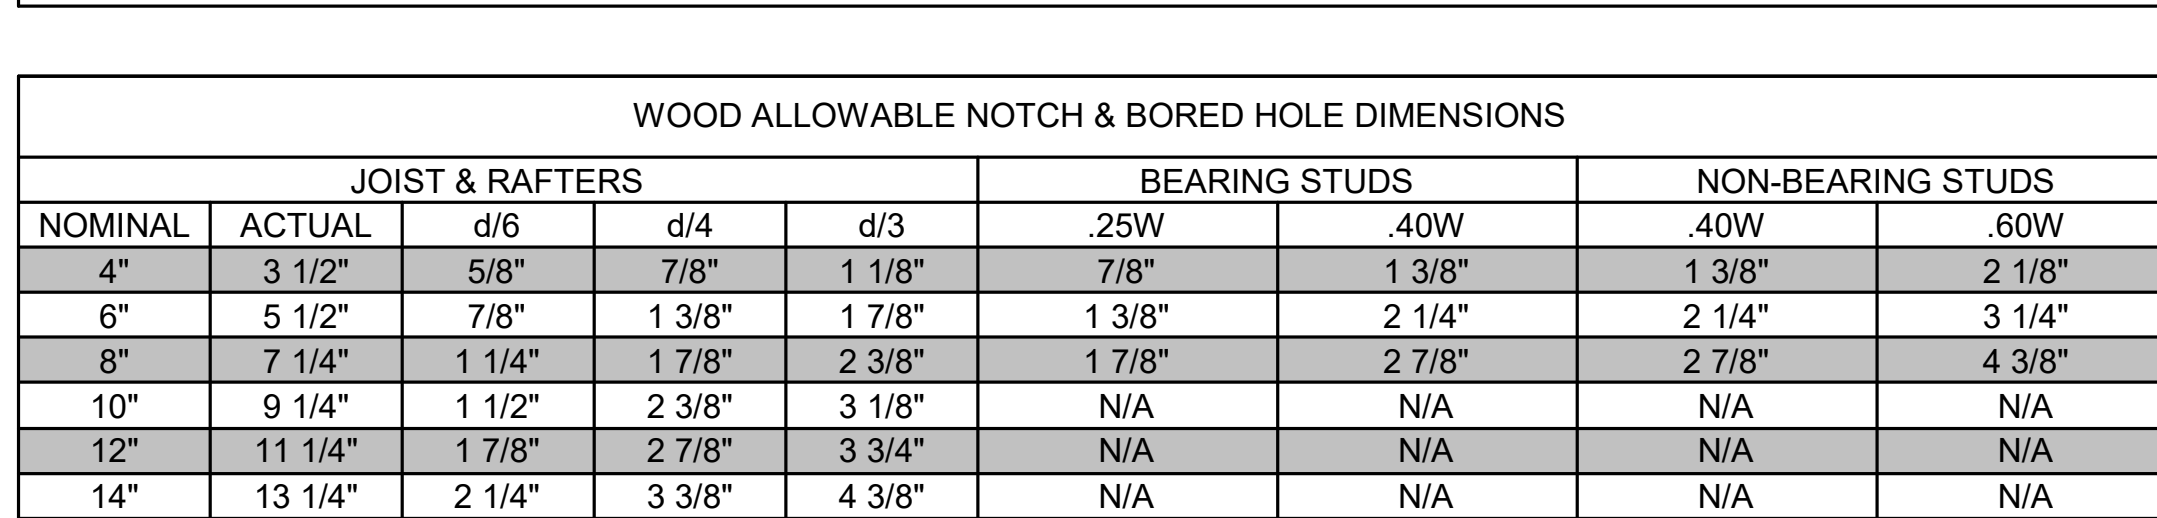 WOOD ALLOWABLE NOTCH & BORED HOLE DIMENSIONS
JOIST & RAFTERS BEARING STUDS NON-BEARING STUDS
NOMINAL ACTUAL d/6 d/4 d/3 .25W .40W .40W .60W
4" 3 1/2" 5/8" 7/8" 1 1/8" 7/8" 1 3/8" 1 3/8" 2 1/8"
6" 5 1/2" 7/8" 1 3/8" 1 7/8" 1 3/8" 2 1/4" 2 1/4" 3 1/4"
8" 7 1/4" 1 1/4" 1 7/8" 2 3/8" 1 7/8" 2 7/8" 2 7/8" 4 3/8"
10" 9 1/4" 1 1/2" 2 3/8" 3 1/8" N/A N/A N/A N/A
12" 11 1/4" 1 7/8" 2 7/8" 3 3/4" N/A N/A N/A N/A
14" 13 1/4" 2 1/4" 3 3/8" 4 3/8" N/A N/A N/A N/A